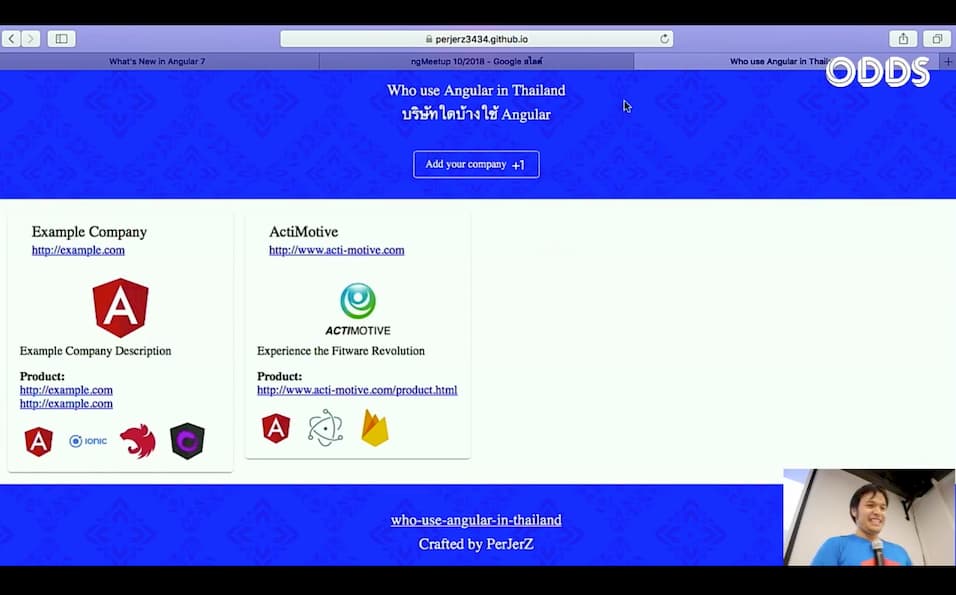 perjerz3434.github.io
What's New in Angular 7
ngMeetup 10/2018 - Google สไลด์
Who use Angular in Thail
ODDS
Who use Angular in Thailand
บริษัทใดบ้างใช้ Angular
Add your company +1
Example Company
http://example.com
Example Company Description
Product:
http://example.com
http://example.com
IONIC
ActiMotive
http://www.acti-motive.com
ACTIMOTIVE
Experience the Fitware Revolution
Product:
http://www.acti-motive.com/product.html
who-use-angular-in-thailand
Crafted by PerJerZ